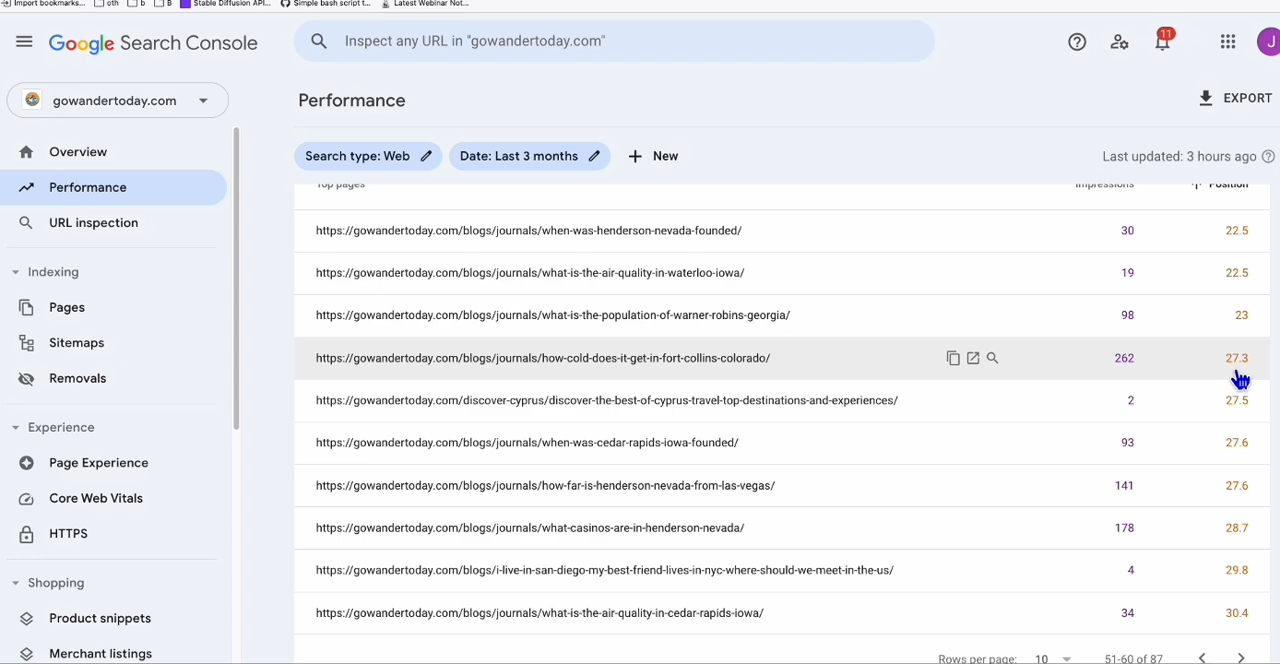 Import bookmarks... oth b B Stable Diffusion API... Simple bash script t... Latest Webinar Not...
Google Search Console
Inspect any URL in "gowandertoday.com"
11
J
gowandertoday.com
Performance
EXPORT
Overview
Performance
URL inspection
Indexing
Pages
Sitemaps
Removals
Experience
Page Experience
Core Web Vitals
HTTPS
Shopping
Product snippets
Merchant listings
Search type: Web
Date: Last 3 months
New
Last updated: 3 hours ago
Top pages Impressions Position
https://gowandertoday.com/blogs/journals/when-was-henderson-nevada-founded/ 30 22.5
https://gowandertoday.com/blogs/journals/what-is-the-air-quality-in-waterloo-iowa/ 19 22.5
https://gowandertoday.com/blogs/journals/what-is-the-population-of-warner-robins-georgia/ 98 23
https://gowandertoday.com/blogs/journals/how-cold-does-it-get-in-fort-collins-colorado/ 262 27.3
https://gowandertoday.com/discover-cyprus/discover-the-best-of-cyprus-travel-top-destinations-and-experiences/ 2 27.5
https://gowandertoday.com/blogs/journals/when-was-cedar-rapids-iowa-founded/ 93 27.6
https://gowandertoday.com/blogs/journals/how-far-is-henderson-nevada-from-las-vegas/ 141 27.6
https://gowandertoday.com/blogs/journals/what-casinos-are-in-henderson-nevada/ 178 28.7
https://gowandertoday.com/blogs/i-live-in-san-diego-my-best-friend-lives-in-nyc-where-should-we-meet-in-the-us/ 4 29.8
https://gowandertoday.com/blogs/journals/what-is-the-air-quality-in-cedar-rapids-iowa/ 34 30.4
Rows per page: 10 51-60 of 87